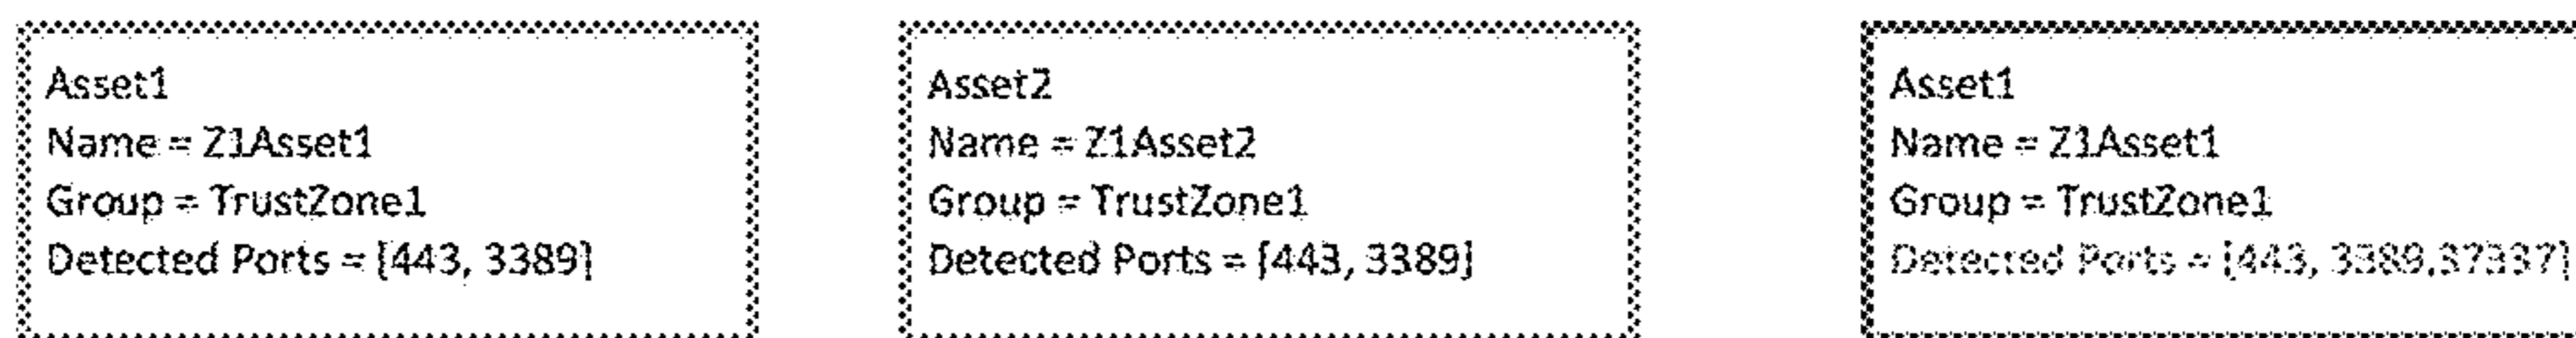 Asset1
Name = Z1Asset1
Group = TrustZone1
Detected Ports = [443, 3389]
Asset2
Name = Z1Asset2
Group = TrustZone1
Detected Ports = [443, 3389]
Asset1
Name = Z1Asset1
Group = TrustZone1
Detected Ports = [443, 3389,37337]